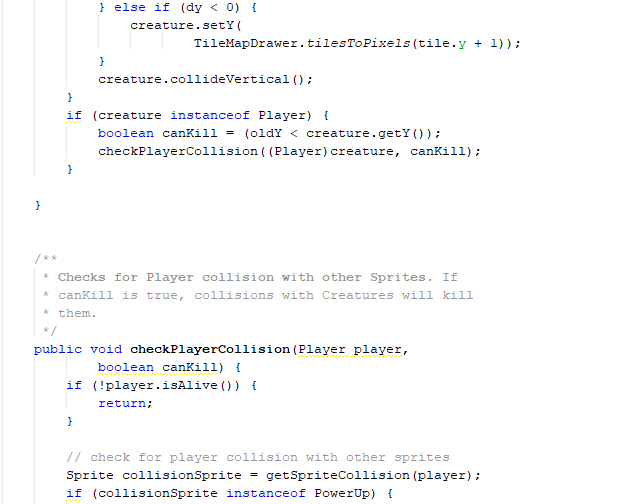 } else if (dy < 0) {
creature.setY(
TileMapDrawer.tilesToPixels(tile.y + 1));
}
creature.collideVertical();
}
if (creature instanceof Player) {
boolean canKill = (oldY < creature.getY());
checkPlayerCollision((Player)creature, canKill);
}
}
/**
* Checks for Player collision with other Sprites. If
* canKill is true, collisions with Creatures will kill
* them.
*/
public void checkPlayerCollision(Player player,
boolean canKill) {
if (!player.isAlive()) {
return;
}
// check for player collision with other sprites
Sprite collisionSprite = getSpriteCollision(player);
if (collisionSprite instanceof PowerUp) {